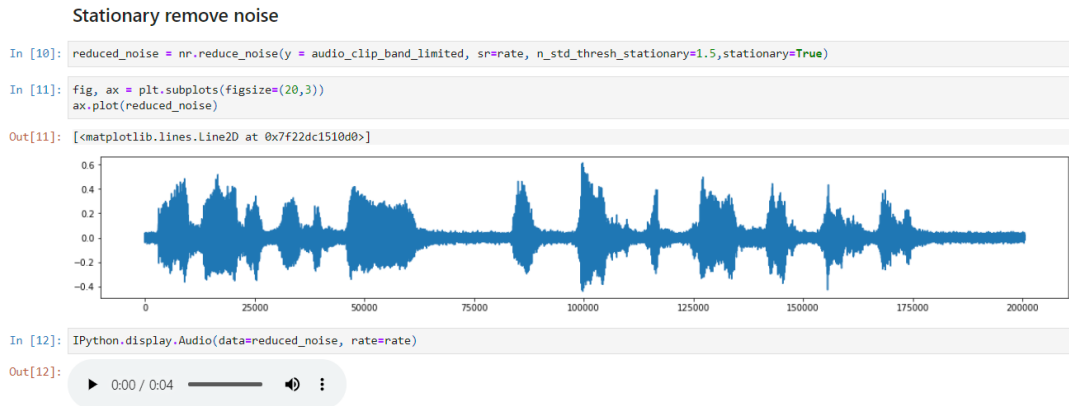 Stationary remove noise
In [10]: reduced_noise = nr.reduce_noise(y = audio_clip_band_limited, sr=rate, n_std_thresh_stationary=1.5,stationary=True)
In [11]: fig, ax = plt.subplots(figsize=(20,3))
ax.plot(reduced_noise)
Out[11]: [<matplotlib.lines.Line2D at 0x7f22dc1510d0>]
0.6
0.4
0.2
0.0
−0.2
−0.4
0 25000 50000 75000 100000 125000 150000 175000 200000
In [12]: IPython.display.Audio(data=reduced_noise, rate=rate)
Out[12]:
0:00 / 0:04